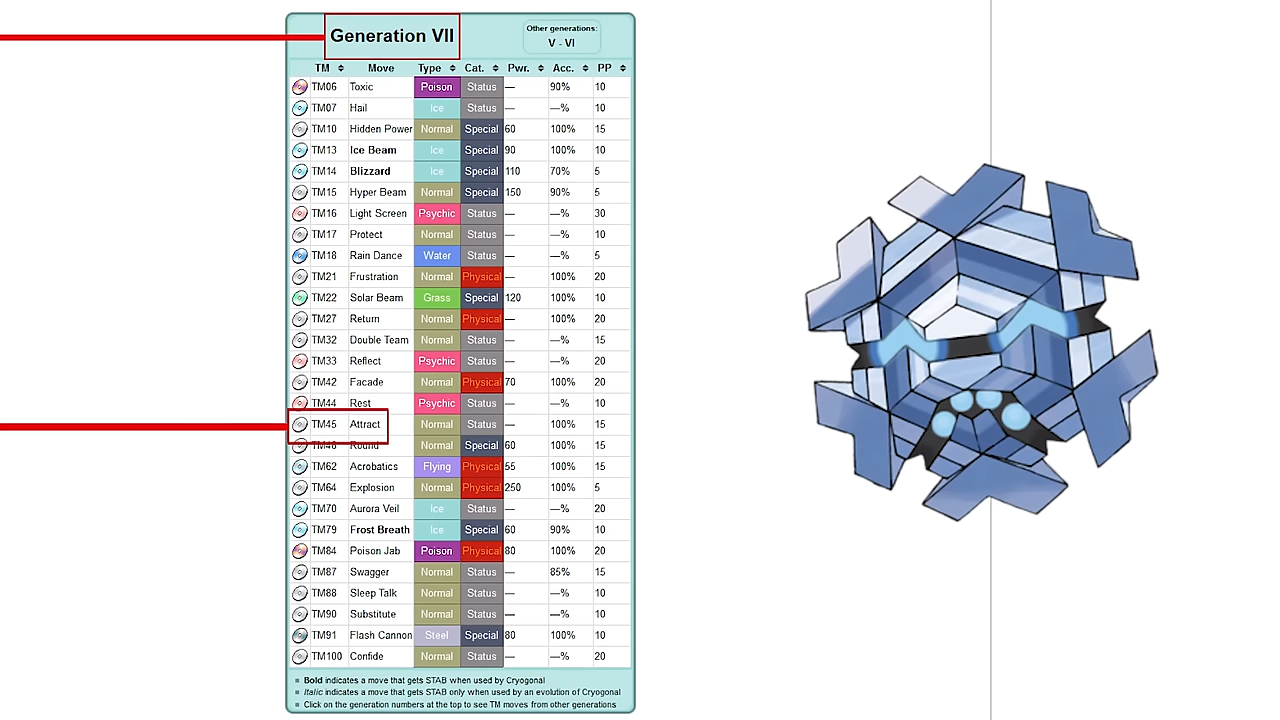 Generation VII
Other generations:
V - VI
TM Move Type Cat. Pwr. Acc. PP
TM06 Toxic Poison Status — 90% 10
TM07 Hail Ice Status — —% 10
TM10 Hidden Power Normal Special 60 100% 15
TM13 Ice Beam Ice Special 90 100% 10
TM14 Blizzard Ice Special 110 70% 5
TM15 Hyper Beam Normal Special 150 90% 5
TM16 Light Screen Psychic Status — —% 30
TM17 Protect Normal Status — —% 10
TM18 Rain Dance Water Status — —% 5
TM21 Frustration Normal Physical — 100% 20
TM22 Solar Beam Grass Special 120 100% 10
TM27 Return Normal Physical — 100% 20
TM32 Double Team Normal Status — —% 15
TM33 Reflect Psychic Status — —% 20
TM42 Facade Normal Physical 70 100% 20
TM44 Rest Psychic Status — —% 10
TM45 Attract Normal Status — 100% 15
TM48 Round Normal Special 60 100% 15
TM62 Acrobatics Flying Physical 55 100% 15
TM64 Explosion Normal Physical 250 100% 5
TM70 Aurora Veil Ice Status — —% 20
TM79 Frost Breath Ice Special 60 90% 10
TM84 Poison Jab Poison Physical 80 100% 20
TM87 Swagger Normal Status — 85% 15
TM88 Sleep Talk Normal Status — —% 10
TM90 Substitute Normal Status — —% 10
TM91 Flash Cannon Steel Special 80 100% 10
TM100 Confide Normal Status — —% 20
Bold indicates a move that gets STAB when used by Cryogonal
Italic indicates a move that gets STAB only when used by an evolution of Cryogonal
Click on the generation numbers at the top to see TM moves from other generations